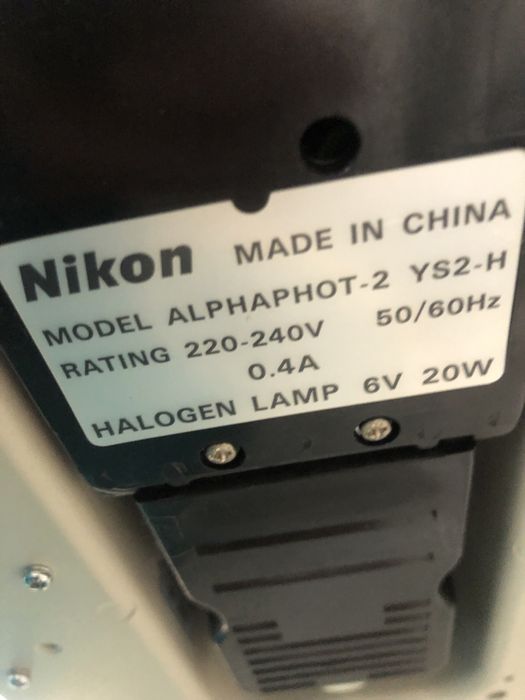 Nikon MADE IN CHINA
MODEL ALPHAPHOT-2 YS2-H
RATING 220-240V 50/60Hz
0.4A
HALOGEN LAMP 6V 20W